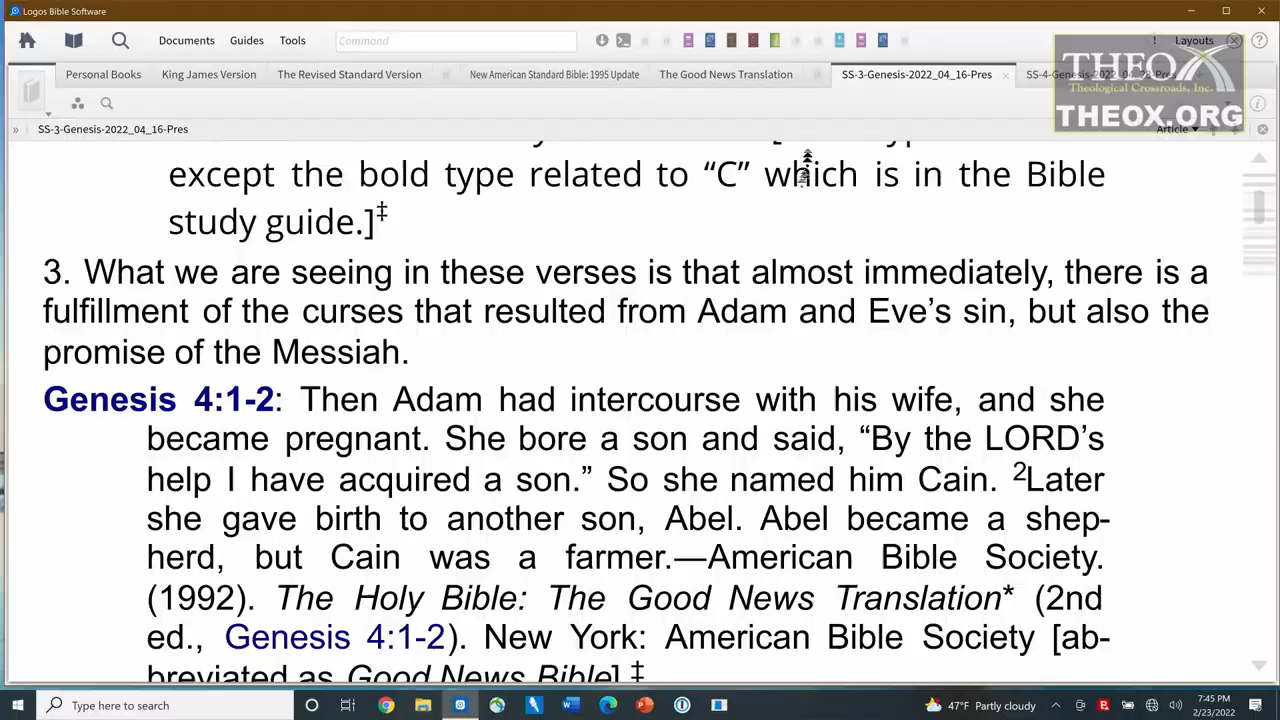 Logos Bible Software
Documents Guides Tools Command Layouts
THEOX
Theological Crossroads, Inc.
THEOX.ORG
Personal Books King James Version The Revised Standard Version New American Standard Bible: 1995 Update The Good News Translation SS-3-Genesis-2022_04_16-Pres SS-4-Genesis-2022_04_
SS-3-Genesis-2022_04_16-Pres Article
except the bold type related to “C” which is in the Bible
study guide.]‡
3. What we are seeing in these verses is that almost immediately, there is a
fulfillment of the curses that resulted from Adam and Eve’s sin, but also the
promise of the Messiah.
Genesis 4:1-2: Then Adam had intercourse with his wife, and she
became pregnant. She bore a son and said, “By the LORD’s
help I have acquired a son.” So she named him Cain. 2Later
she gave birth to another son, Abel. Abel became a shep-
herd, but Cain was a farmer.—American Bible Society.
(1992). The Holy Bible: The Good News Translation* (2nd
ed., Genesis 4:1-2). New York: American Bible Society [ab-
breviated as Good News Bible].‡
Type here to search
47°F Partly cloudy
7:45 PM
2/23/2022